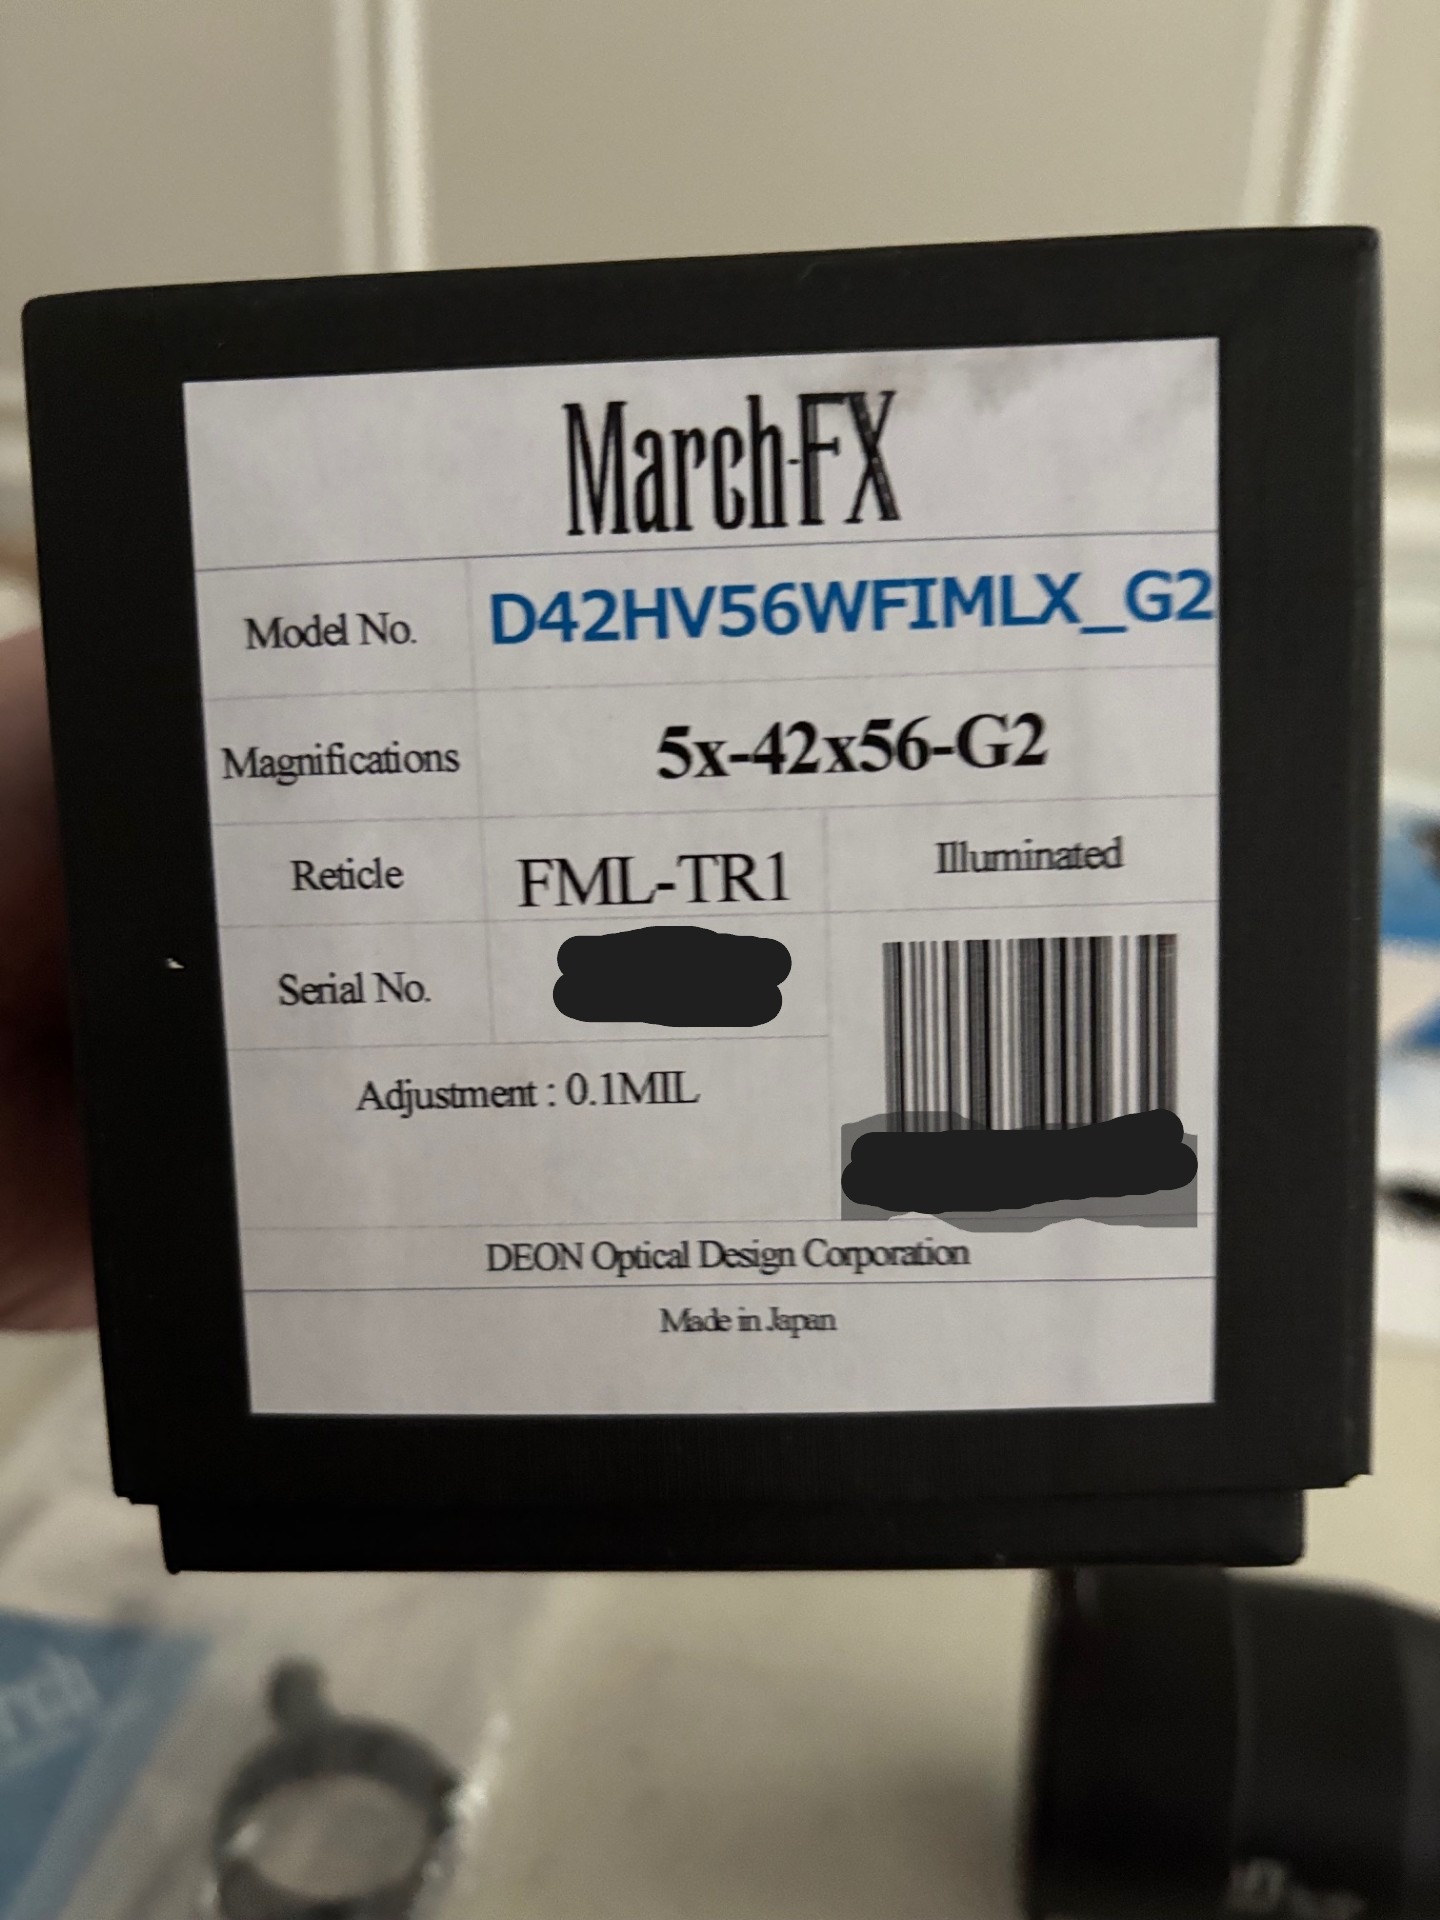 March-FX
Model No. D42HV56WFIMLX_G2
Magnifications 5x-42x56-G2
Reticle FML-TR1 Illuminated
Serial No.
Adjustment : 0.1MIL
DEON Optical Design Corporation
Made in Japan